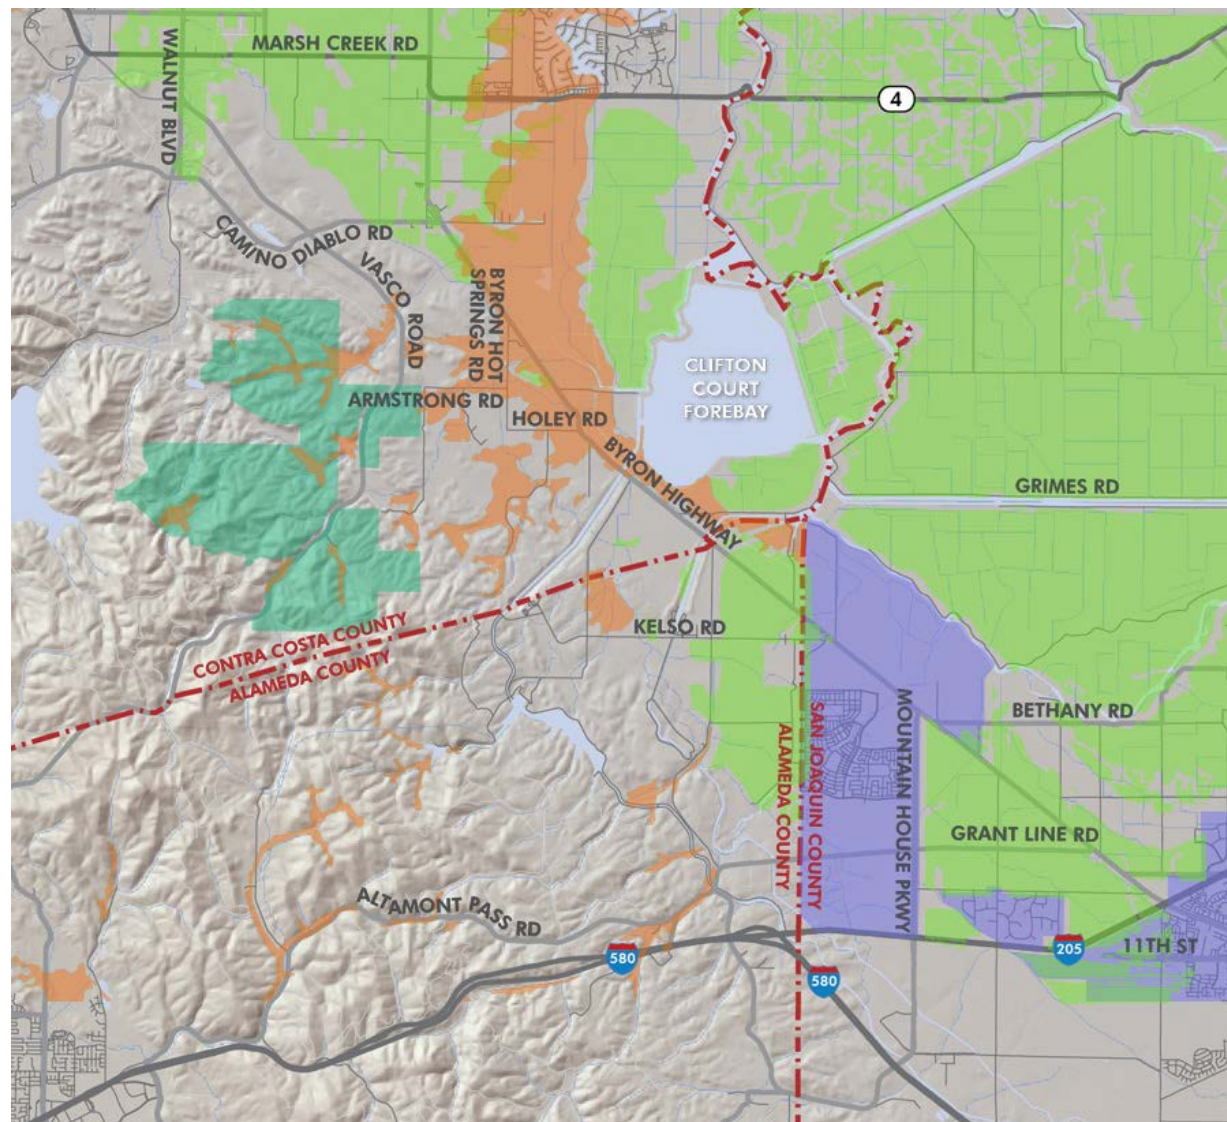 MARSH CREEK RD
WALNUT BLVD
4
CAMINO DIABLO RD
VASCO
ROAD
BYRON HOT
SPRINGS RD
CLIFTON
COURT
FOREBAY
ARMSTRONG RD
HOLEY RD
BYRON HIGHWAY
GRIMES RD
KELSO RD
CONTRA COSTA COUNTY
ALAMEDA COUNTY
SAN JOAQUIN COUNTY
ALAMEDA COUNTY
MOUNTAIN HOUSE PKWY
BETHANY RD
GRANT LINE RD
ALTAMONT PASS RD
580
205
11TH ST
580